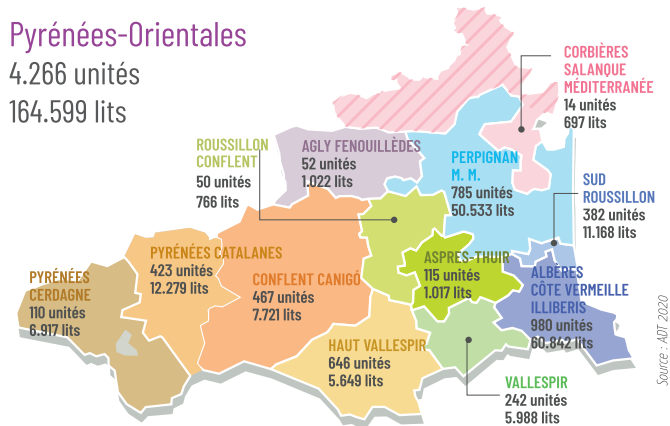 Pyrénées-Orientales
4.266 unités
164.599 lits
CORBIÈRES
SALANQUE
MÉDITERRANÉE
14 unités
697 lits
ROUSSILLON
CONFLENT
50 unités
766 lits
AGLY FENOUILLÈDES
52 unités
1.022 lits
PERPIGNAN
M. M.
785 unités
50.533 lits
SUD
ROUSSILLON
382 unités
11.168 lits
PYRÉNÉES
CERDAGNE
110 unités
6.917 lits
PYRÉNÉES CATALANES
423 unités
12.279 lits
CONFLENT CANIGÓ
467 unités
7.721 lits
ASPRES-THUIR
115 unités
1.017 lits
ALBÈRES
CÔTE VERMEILLE
ILLIBERIS
980 unités
60.842 lits
HAUT VALLESPIR
646 unités
5.649 lits
VALLESPIR
242 unités
5.988 lits
Source : ADT 2020